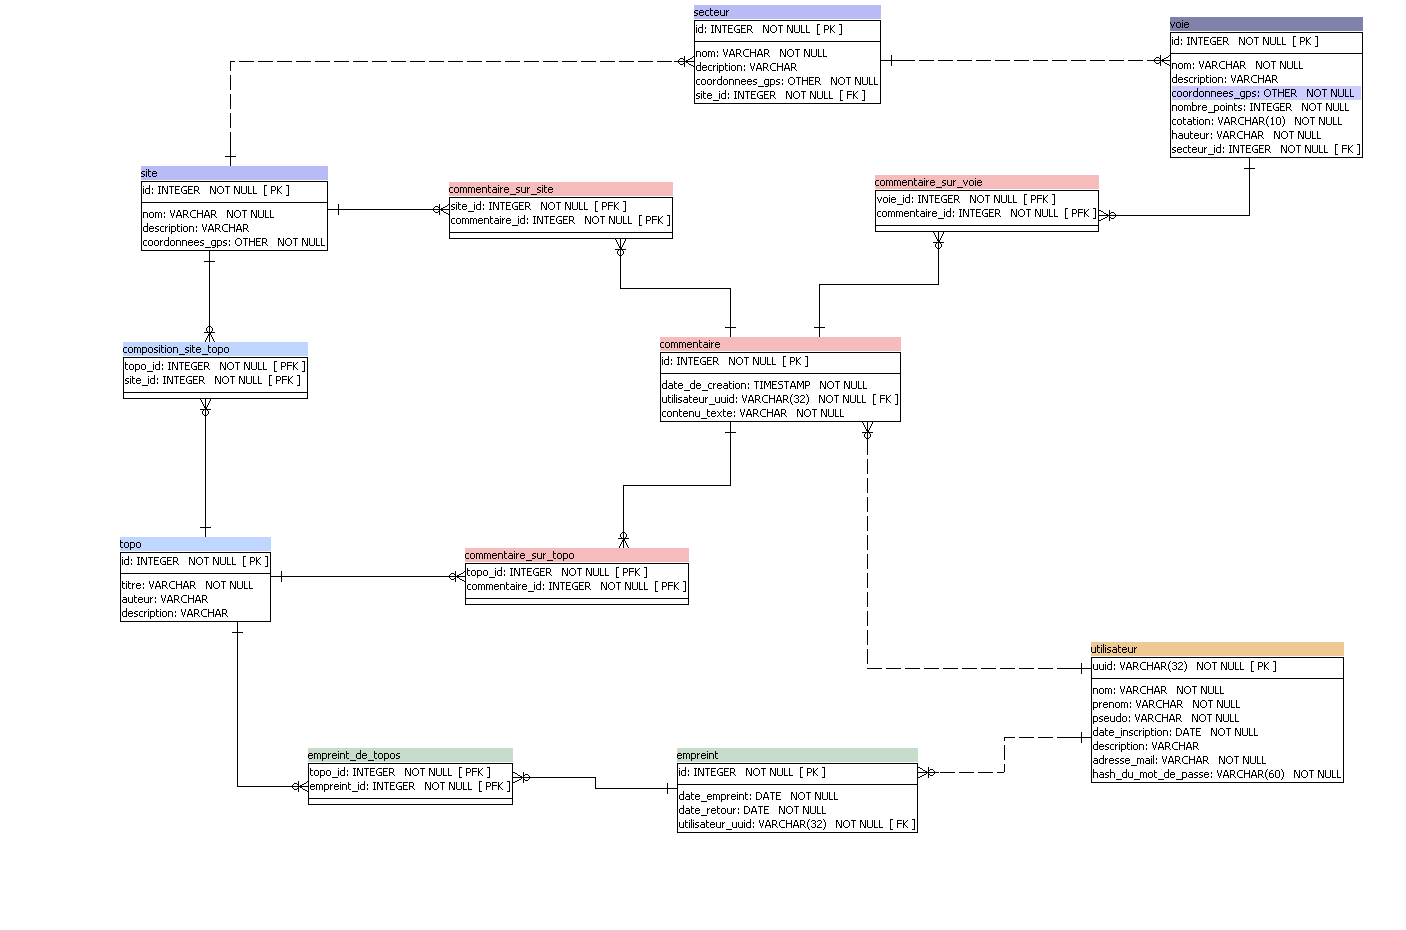 secteur
id: INTEGER NOT NULL [ PK ]
nom: VARCHAR NOT NULL
decription: VARCHAR
coordonnees_gps: OTHER NOT NULL
site_id: INTEGER NOT NULL [ FK ]
voie
id: INTEGER NOT NULL [ PK ]
nom: VARCHAR NOT NULL
description: VARCHAR
coordonnees_gps: OTHER NOT NULL
nombre_points: INTEGER NOT NULL
cotation: VARCHAR(10) NOT NULL
hauteur: VARCHAR NOT NULL
secteur_id: INTEGER NOT NULL [ FK ]
site
id: INTEGER NOT NULL [ PK ]
nom: VARCHAR NOT NULL
description: VARCHAR
coordonnees_gps: OTHER NOT NULL
commentaire_sur_site
site_id: INTEGER NOT NULL [ PFK ]
commentaire_id: INTEGER NOT NULL [ PFK ]
commentaire_sur_voie
voie_id: INTEGER NOT NULL [ PFK ]
commentaire_id: INTEGER NOT NULL [ PFK ]
composition_site_topo
topo_id: INTEGER NOT NULL [ PFK ]
site_id: INTEGER NOT NULL [ PFK ]
commentaire
id: INTEGER NOT NULL [ PK ]
date_de_creation: TIMESTAMP NOT NULL
utilisateur_uuid: VARCHAR(32) NOT NULL [ FK ]
contenu_texte: VARCHAR NOT NULL
topo
id: INTEGER NOT NULL [ PK ]
titre: VARCHAR NOT NULL
auteur: VARCHAR
description: VARCHAR
commentaire_sur_topo
topo_id: INTEGER NOT NULL [ PFK ]
commentaire_id: INTEGER NOT NULL [ PFK ]
utilisateur
uuid: VARCHAR(32) NOT NULL [ PK ]
nom: VARCHAR NOT NULL
prenom: VARCHAR NOT NULL
pseudo: VARCHAR NOT NULL
date_inscription: DATE NOT NULL
description: VARCHAR
adresse_mail: VARCHAR NOT NULL
hash_du_mot_de_passe: VARCHAR(60) NOT NULL
empreint_de_topos
topo_id: INTEGER NOT NULL [ PFK ]
empreint_id: INTEGER NOT NULL [ PFK ]
empreint
id: INTEGER NOT NULL [ PK ]
date_empreint: DATE NOT NULL
date_retour: DATE NOT NULL
utilisateur_uuid: VARCHAR(32) NOT NULL [ FK ]